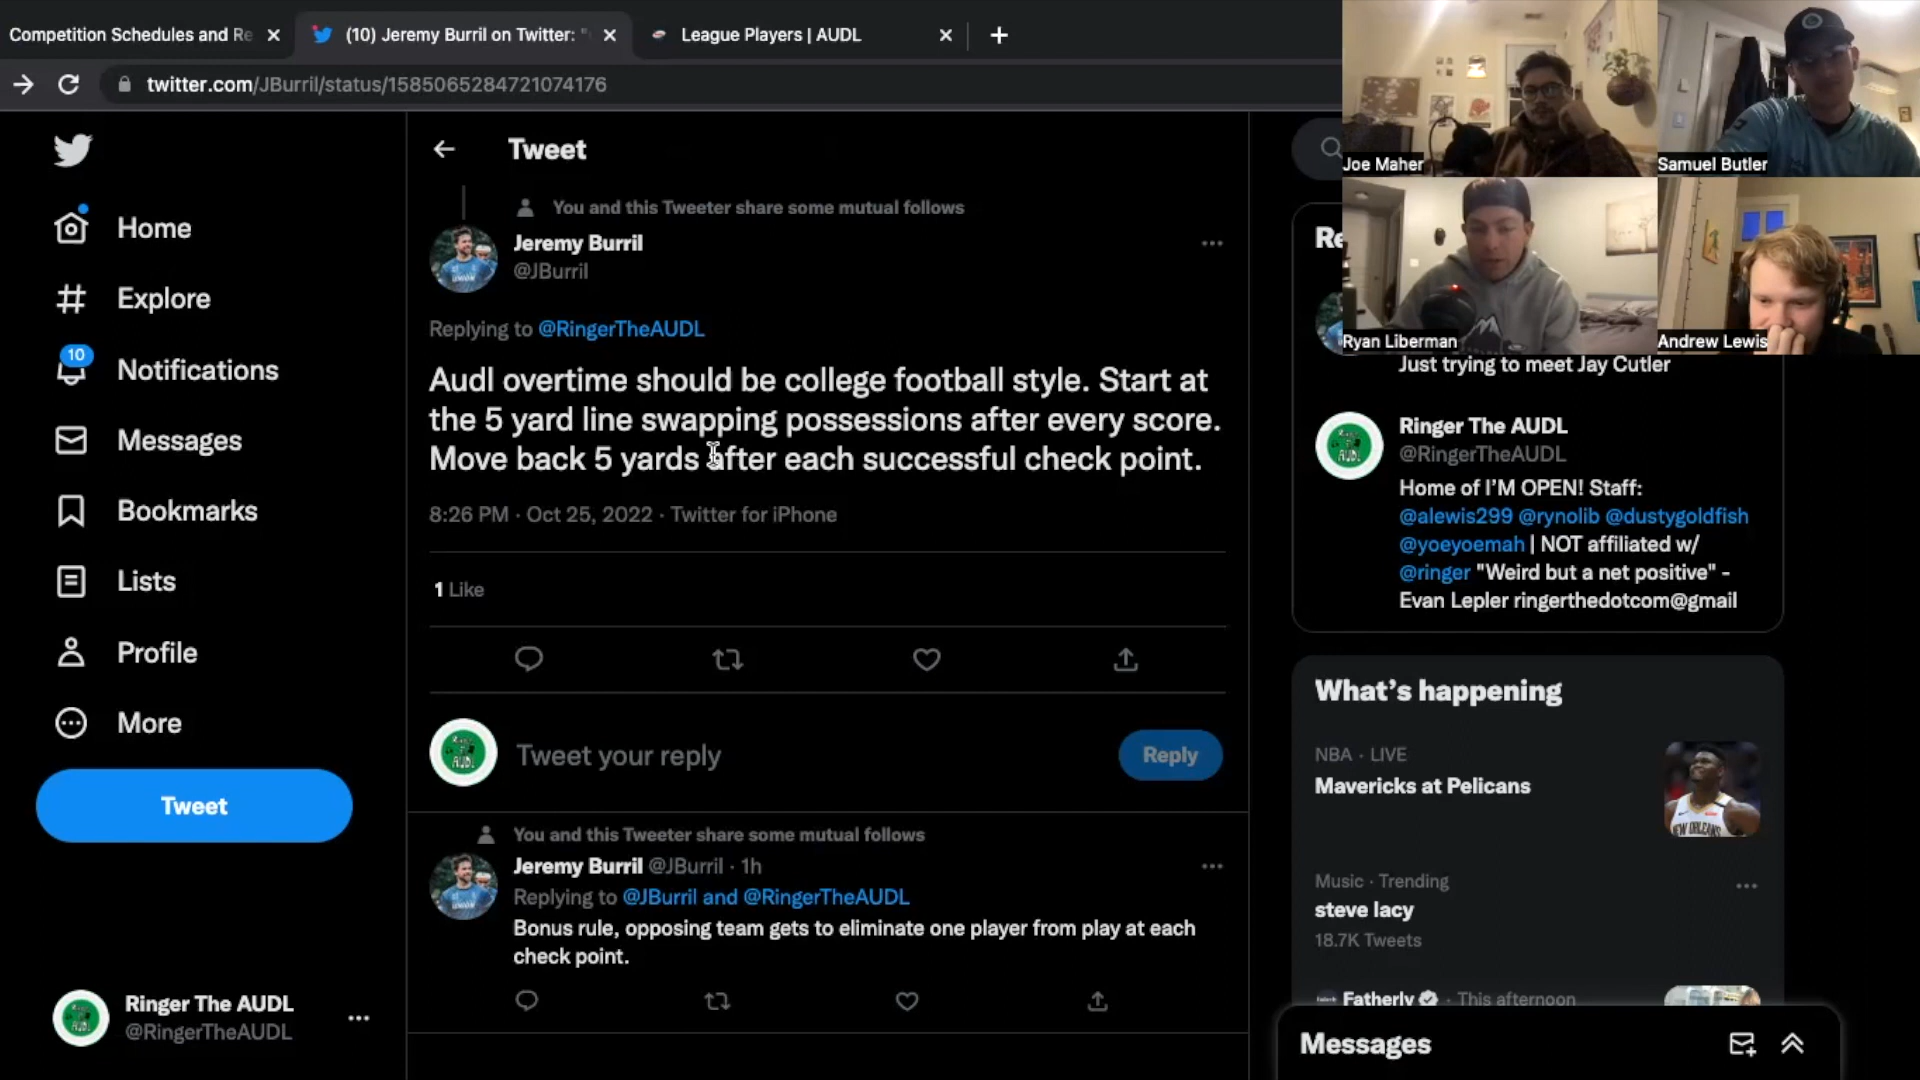 Competition Schedules and Re
(10) Jeremy Burril on Twitter: "
League Players | AUDL
twitter.com/JBurril/status/1585065284721074176
Joe Maher
Samuel Butler
Ryan Liberman
Andrew Lewis
Home
Explore
10
Notifications
Messages
Bookmarks
Lists
Profile
More
Tweet
Ringer The AUDL
@RingerTheAUDL
Tweet
You and this Tweeter share some mutual follows
Jeremy Burril
@JBurril
Replying to @RingerTheAUDL
Audl overtime should be college football style. Start at
the 5 yard line swapping possessions after every score.
Move back 5 yards after each successful check point.
8:26 PM · Oct 25, 2022 · Twitter for iPhone
1 Like
Tweet your reply
Reply
You and this Tweeter share some mutual follows
Jeremy Burril @JBurril · 1h
Replying to @JBurril and @RingerTheAUDL
Bonus rule, opposing team gets to eliminate one player from play at each
check point.
Re
Just trying to meet Jay Cutler
Ringer The AUDL
@RingerTheAUDL
Home of I'M OPEN! Staff:
@alewis299 @rynolib @dustygoldfish
@yoeyoemah | NOT affiliated w/
@ringer "Weird but a net positive" -
Evan Lepler ringerthedotcom@gmail
What's happening
NBA · LIVE
Mavericks at Pelicans
Music · Trending
steve lacy
18.7K Tweets
Fatherly · This afternoon
Messages